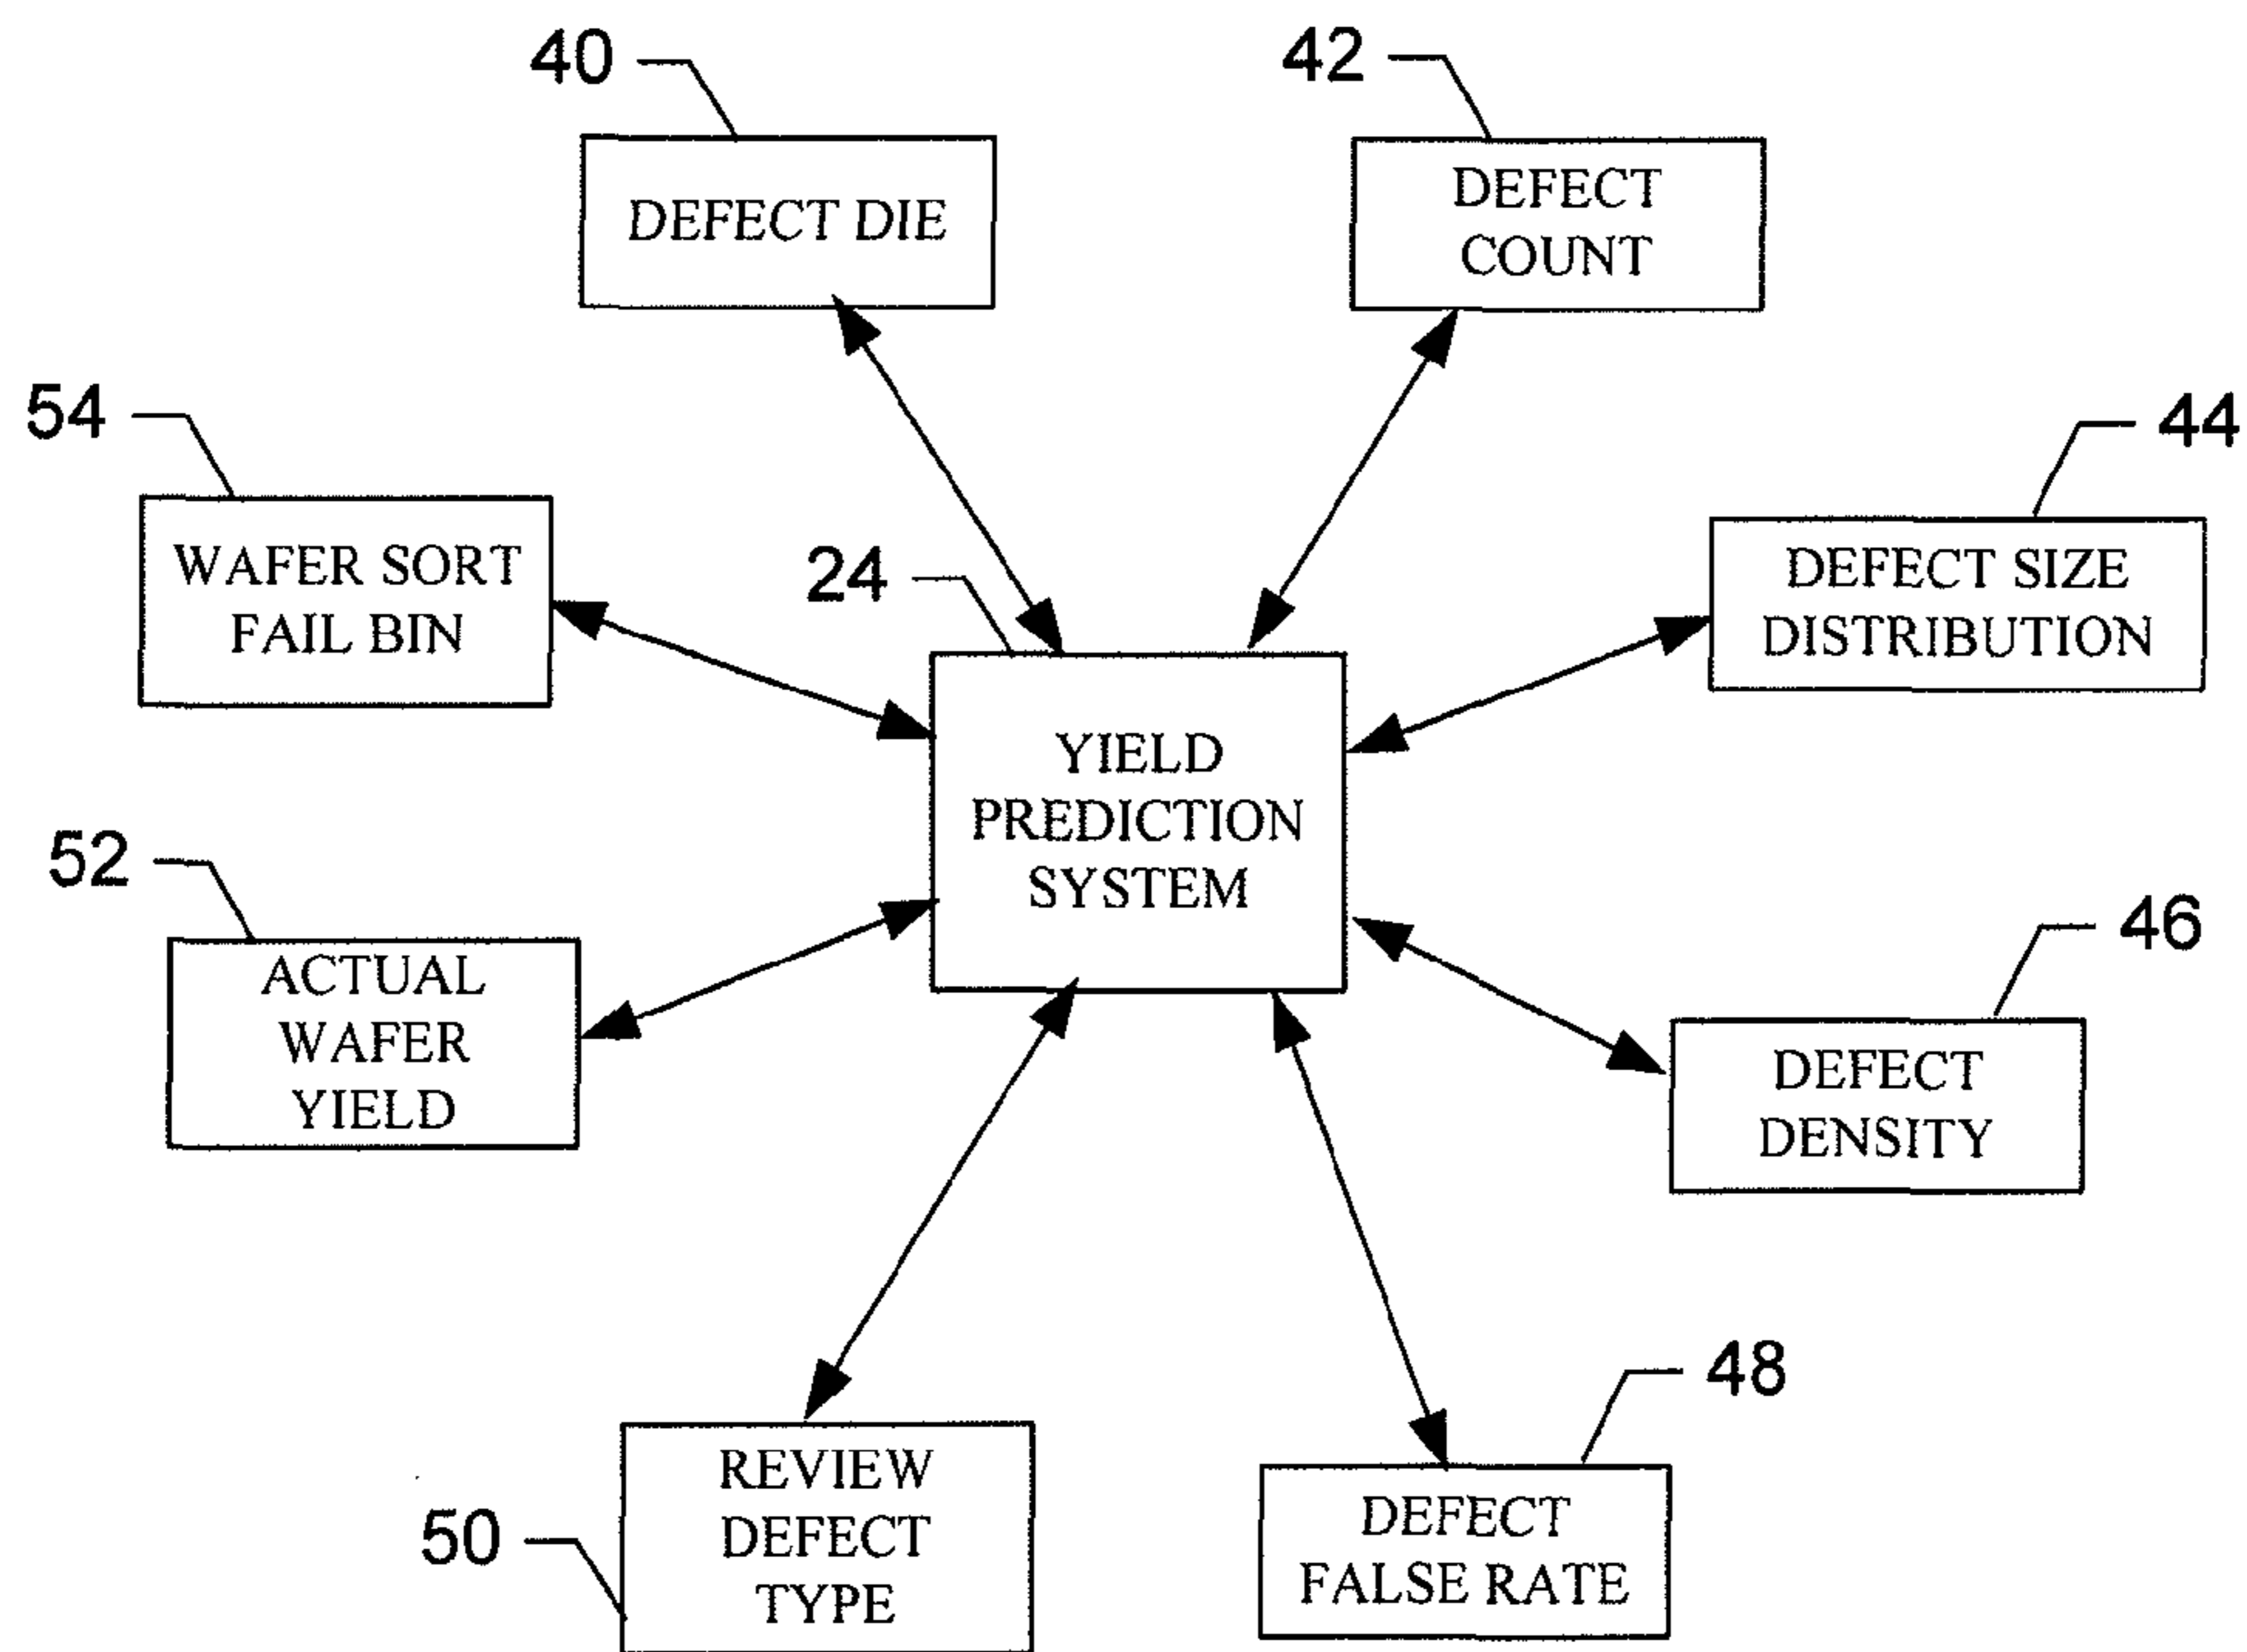 40
42
DEFECT DIE
DEFECT
COUNT
54
44
WAFER SORT
FAIL BIN
24
DEFECT SIZE
DISTRIBUTION
YIELD
PREDICTION
SYSTEM
52
46
ACTUAL
WAFER
YIELD
DEFECT
DENSITY
48
50
REVIEW
DEFECT
TYPE
DEFECT
FALSE RATE